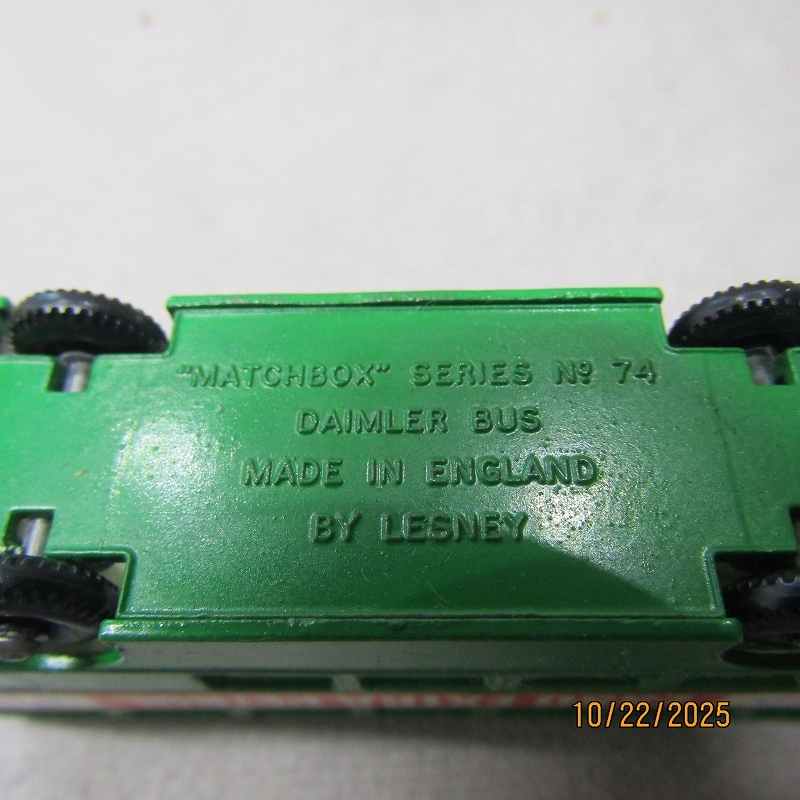 "MATCHBOX" SERIES Nº 74
DAIMLER BUS
MADE IN ENGLAND
BY LESNEY
10/22/2025